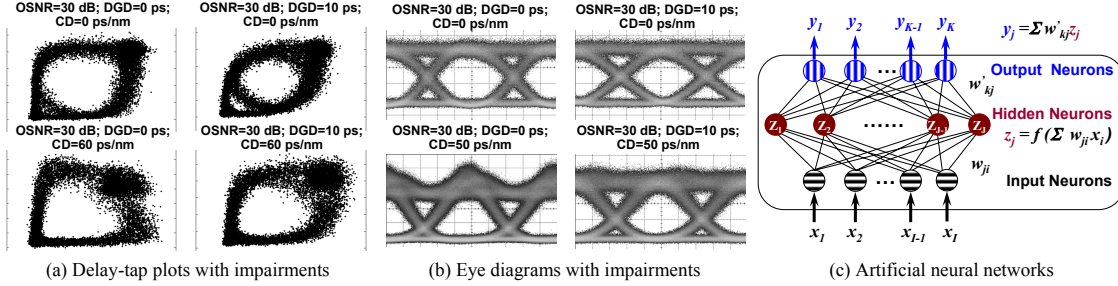 OSNR=30 dB; DGD=0 ps;
CD=0 ps/nm
OSNR=30 dB; DGD=10 ps;
CD=0 ps/nm
OSNR=30 dB; DGD=0 ps;
CD=60 ps/nm
OSNR=30 dB; DGD=10 ps;
CD=60 ps/nm
(a) Delay-tap plots with impairments
OSNR=30 dB; DGD=0 ps;
CD=0 ps/nm
OSNR=30 dB; DGD=10 ps;
CD=0 ps/nm
OSNR=30 dB; DGD=0 ps;
CD=50 ps/nm
OSNR=30 dB; DGD=10 ps;
CD=50 ps/nm
(b) Eye diagrams with impairments
y1 y2 yK-1 yK yj =Σw'kjzj
··· Output Neurons
w'kj
Hidden Neurons
Z1 Z2 ······ ZJ-1 ZJ zj = f (Σ wji xi)
wji
··· Input Neurons
x1 x2 xI-1 xI
(c) Artificial neural networks